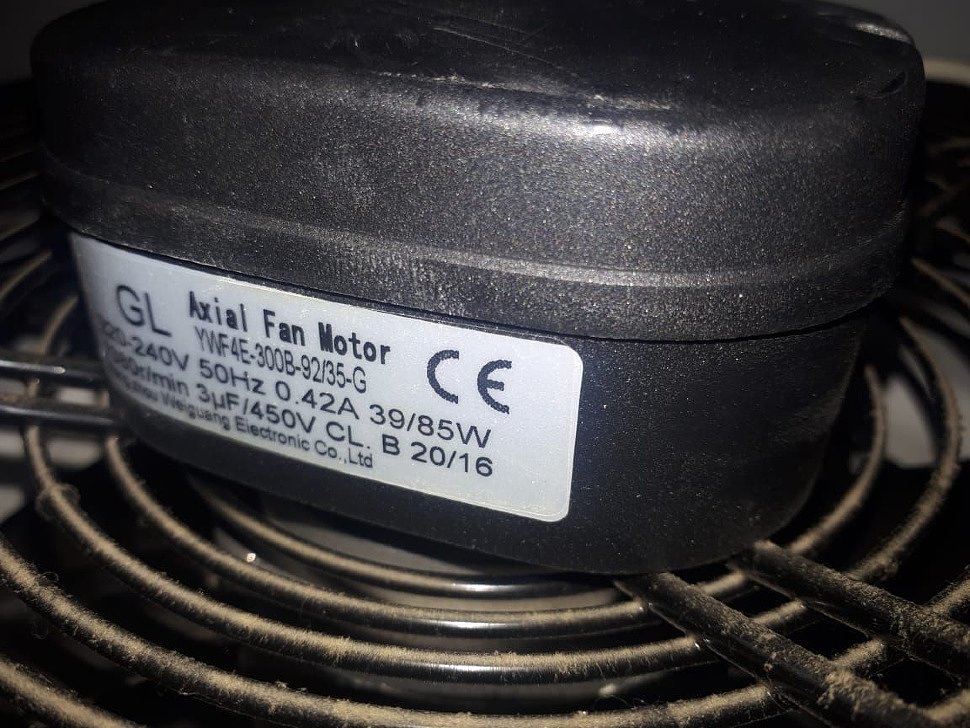 GL Axial Fan Motor CE
YWF4E-300B-92/35-G
220-240V 50Hz 0.42A 39/85W
3µF/450V CL. B 20/16
Weiguang Electronic Co.,Ltd